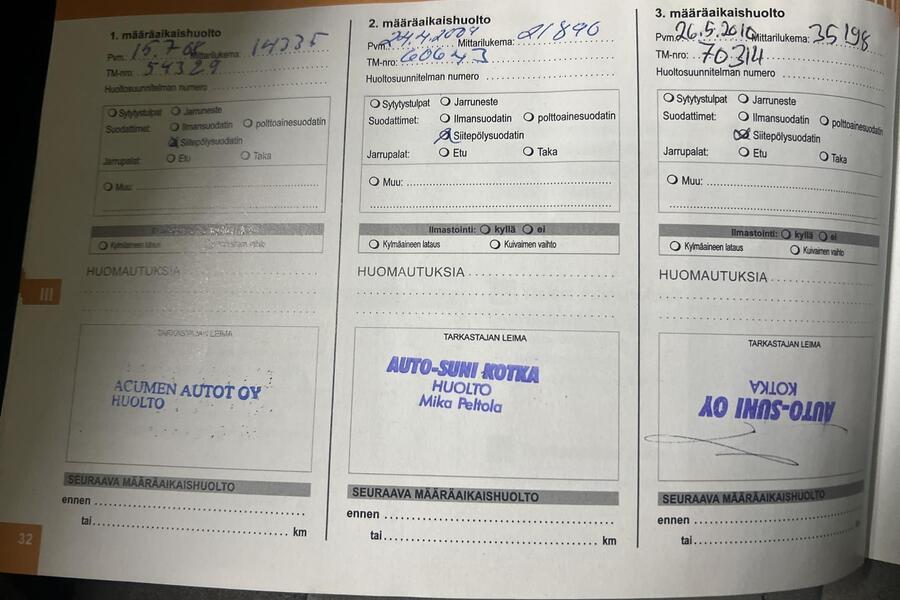 1. määräaikaishuolto
Pvm. 15 7 08 Mittarilukema: 14335
TM-nro: 54329
Huoltosuunnitelman numero
Sytytystulpat Jarruneste
Suodattimet: Ilmansuodatin polttoainesuodatin
Siitepölysuodatin
Jarrupalat: Etu Taka
Muu:
Kylmäaineen lataus Kuivaimen vaihto
HUOMAUTUKSIA
TARKASTAJAN LEIMA
ACUMEN AUTOT OY
HUOLTO
SEURAAVA MÄÄRÄAIKAISHUOLTO
ennen
tai km
2. määräaikaishuolto
Pvm. 24.4.2009 Mittarilukema: 21890
TM-nro: 60643
Huoltosuunnitelman numero
Sytytystulpat Jarruneste
Suodattimet: Ilmansuodatin polttoainesuodatin
Siitepölysuodatin
Jarrupalat: Etu Taka
Muu:
Ilmastointi: kyllä ei
Kylmäaineen lataus Kuivaimen vaihto
HUOMAUTUKSIA
TARKASTAJAN LEIMA
AUTO-SUNI KOTKA
HUOLTO
Mika Peltola
SEURAAVA MÄÄRÄAIKAISHUOLTO
ennen
tai km
3. määräaikaishuolto
Pvm. 26.5.2010 Mittarilukema: 35198
TM-nro: 70314
Huoltosuunnitelman numero
Sytytystulpat Jarruneste
Suodattimet: Ilmansuodatin polttoainesuodatin
Siitepölysuodatin
Jarrupalat: Etu Taka
Muu:
Ilmastointi: kyllä ei
Kylmäaineen lataus Kuivaimen vaihto
HUOMAUTUKSIA
TARKASTAJAN LEIMA
AUTO-SUNI OY
KOTKA
SEURAAVA MÄÄRÄAIKAISHUOLTO
ennen
tai
III
32